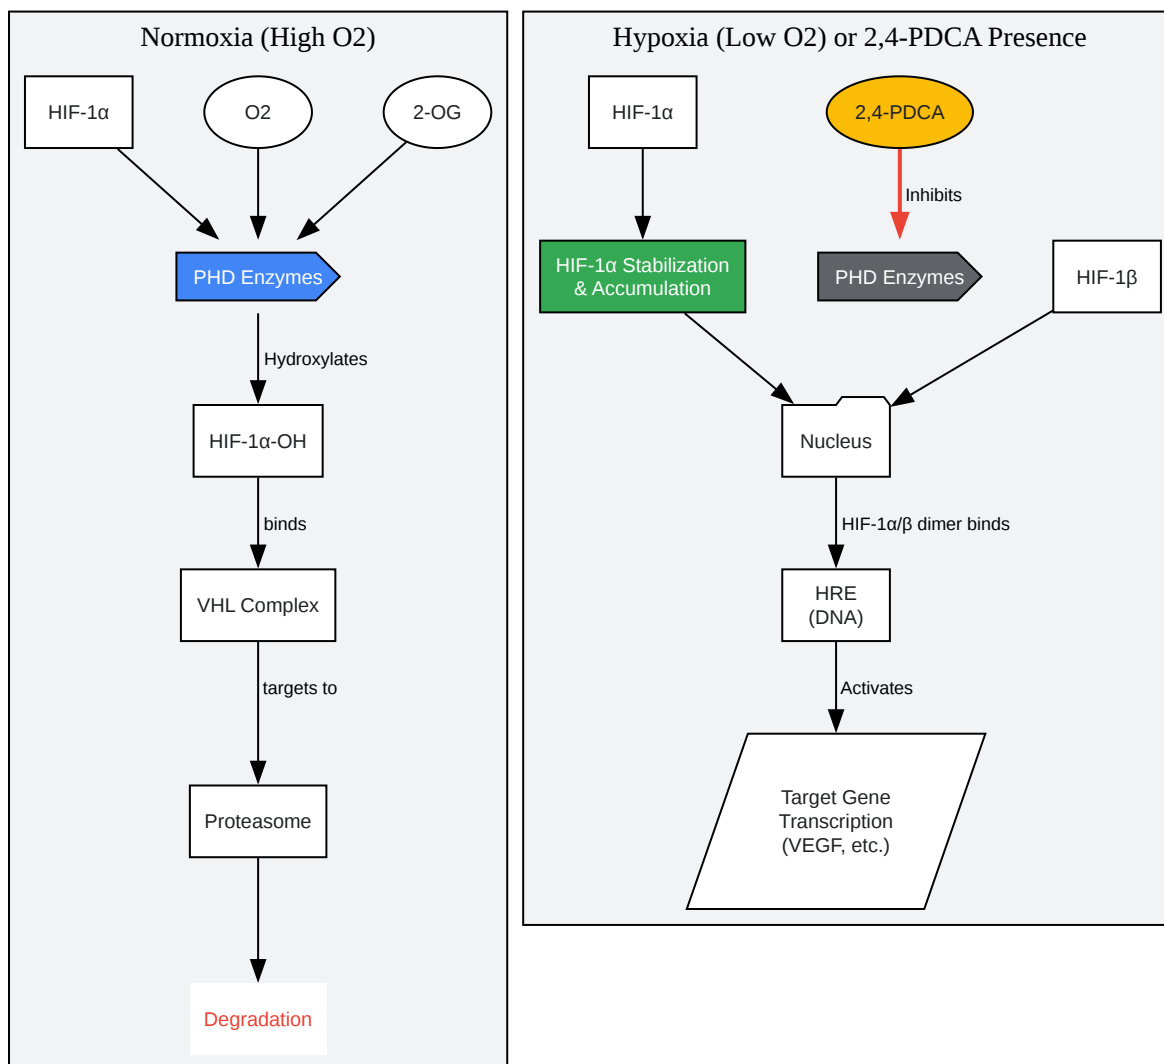 Normoxia (High O2)
HIF-1α
O2
2-OG
PHD Enzymes
Hydroxylates
HIF-1α-OH
binds
VHL Complex
targets to
Proteasome
Degradation
Hypoxia (Low O2) or 2,4-PDCA Presence
HIF-1α
2,4-PDCA
Inhibits
HIF-1α Stabilization
& Accumulation
PHD Enzymes
HIF-1β
Nucleus
HIF-1α/β dimer binds
HRE
(DNA)
Activates
Target Gene
Transcription
(VEGF, etc.)